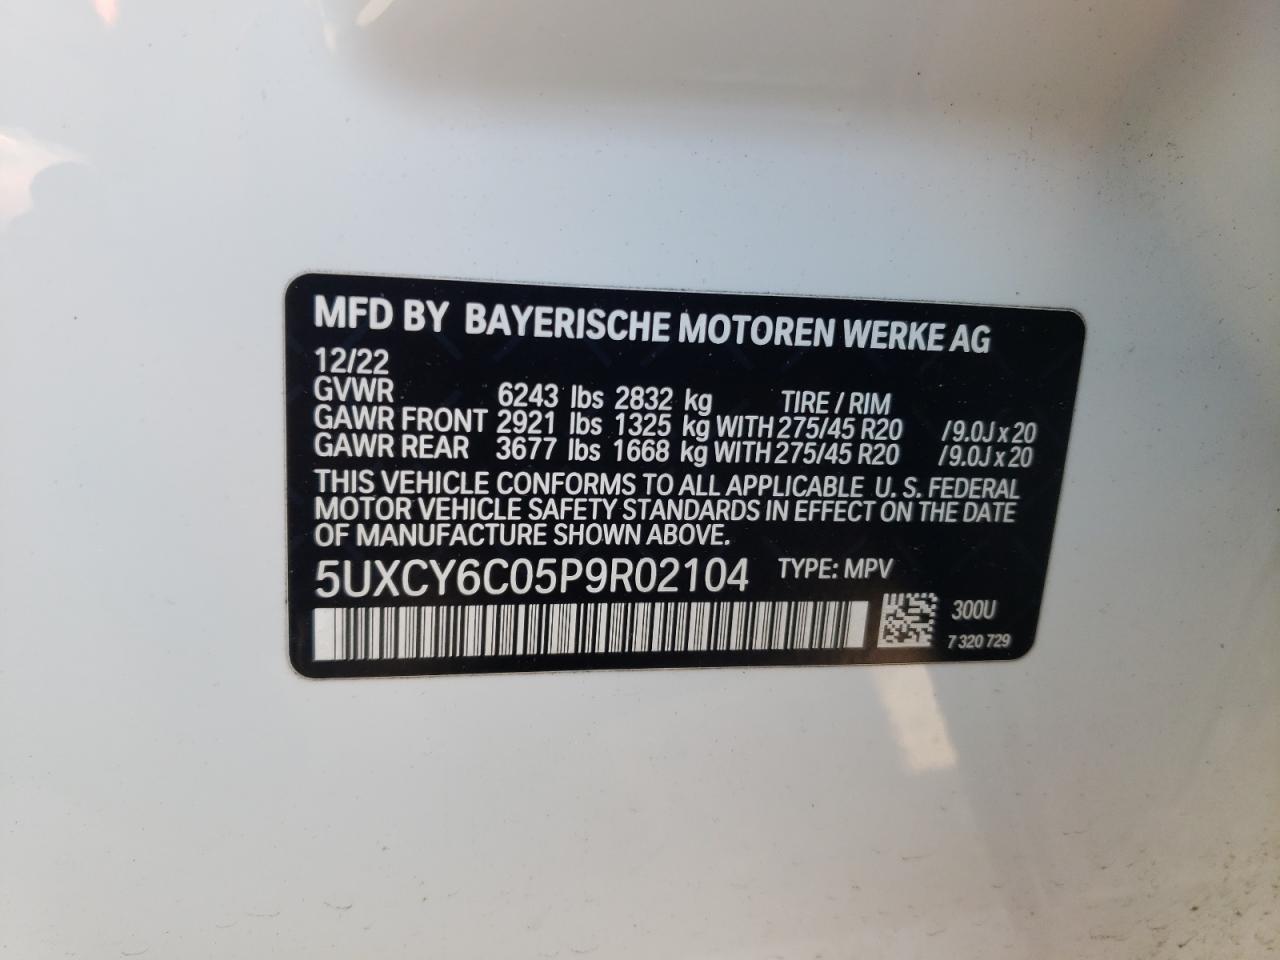 MFD BY BAYERISCHE MOTOREN WERKE AG
12/22
GVWR 6243 lbs 2832 kg TIRE / RIM
GAWR FRONT 2921 lbs 1325 kg WITH 275/45 R20 /9.0J x 20
GAWR REAR 3677 lbs 1668 kg WITH 275/45 R20 /9.0J x 20
THIS VEHICLE CONFORMS TO ALL APPLICABLE U. S. FEDERAL
MOTOR VEHICLE SAFETY STANDARDS IN EFFECT ON THE DATE
OF MANUFACTURE SHOWN ABOVE.
5UXCY6C05P9R02104 TYPE: MPV
300U
7 320 729